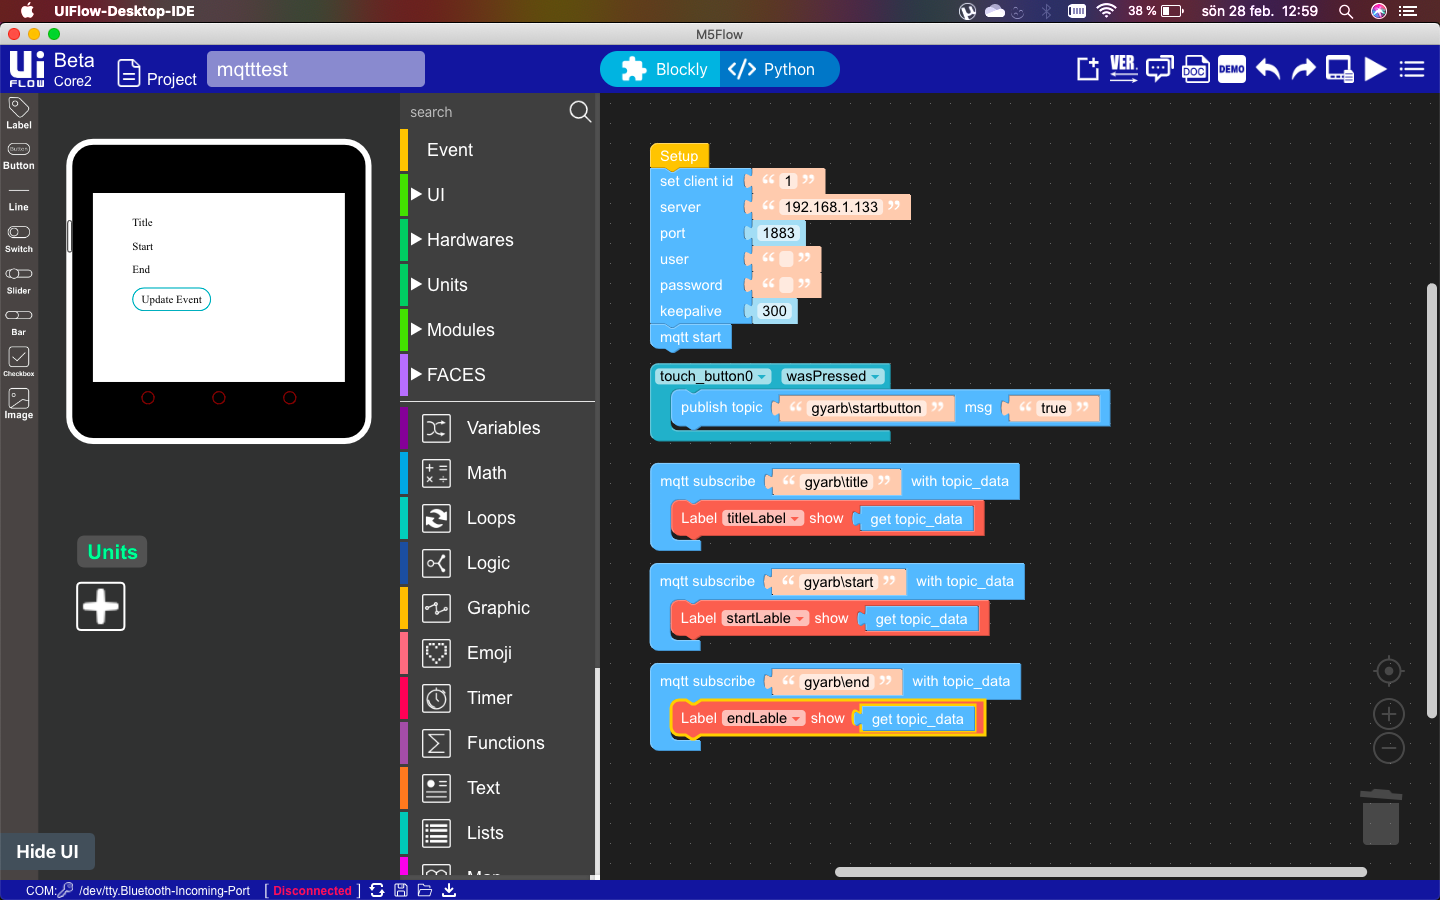 UIFlow-Desktop-IDE
38 %
sön 28 feb. 12:59
M5Flow
Ui FLOW
Beta
Core2
Project
mqtttest
Blockly
Python
VER.
DOC
DEMO
Label
Button
Button
Line
Switch
Slider
Bar
Checkbox
Image
Title
Start
End
Update Event
Units
Hide UI
search
Event
UI
Hardwares
Units
Modules
FACES
Variables
Math
Loops
Logic
Graphic
Emoji
Timer
Functions
Text
Lists
Map
Setup
set client id “ 1 ”
server “ 192.168.1.133 ”
port 1883
user “ ”
password “ ”
keepalive 300
mqtt start
touch_button0 wasPressed
publish topic “ gyarb\startbutton ” msg “ true ”
mqtt subscribe “ gyarb\title ” with topic_data
Label titleLabel show get topic_data
mqtt subscribe “ gyarb\start ” with topic_data
Label startLable show get topic_data
mqtt subscribe “ gyarb\end ” with topic_data
Label endLable show get topic_data
COM: /dev/tty.Bluetooth-Incoming-Port [ Disconnected ]